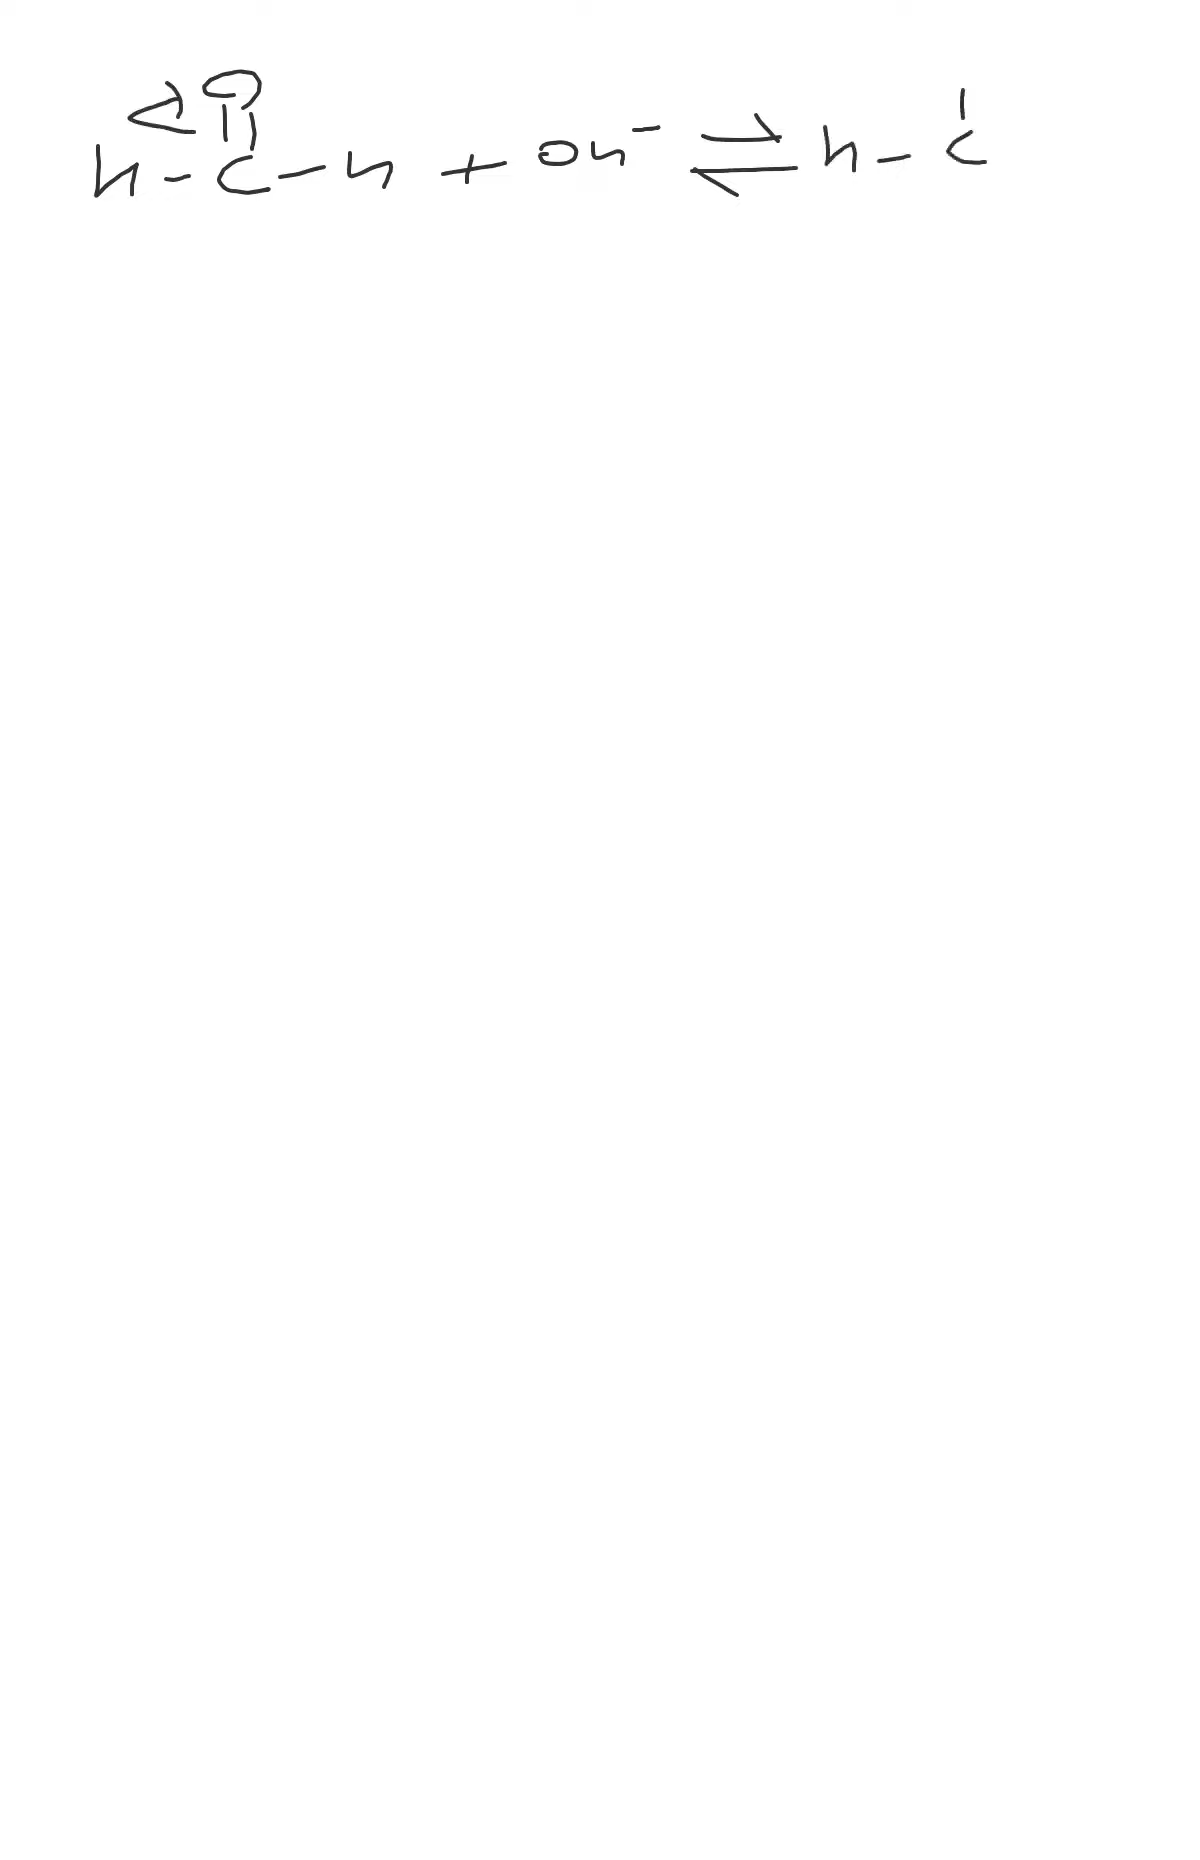 O
H - C - H + OH⁻ ⇌ H - C